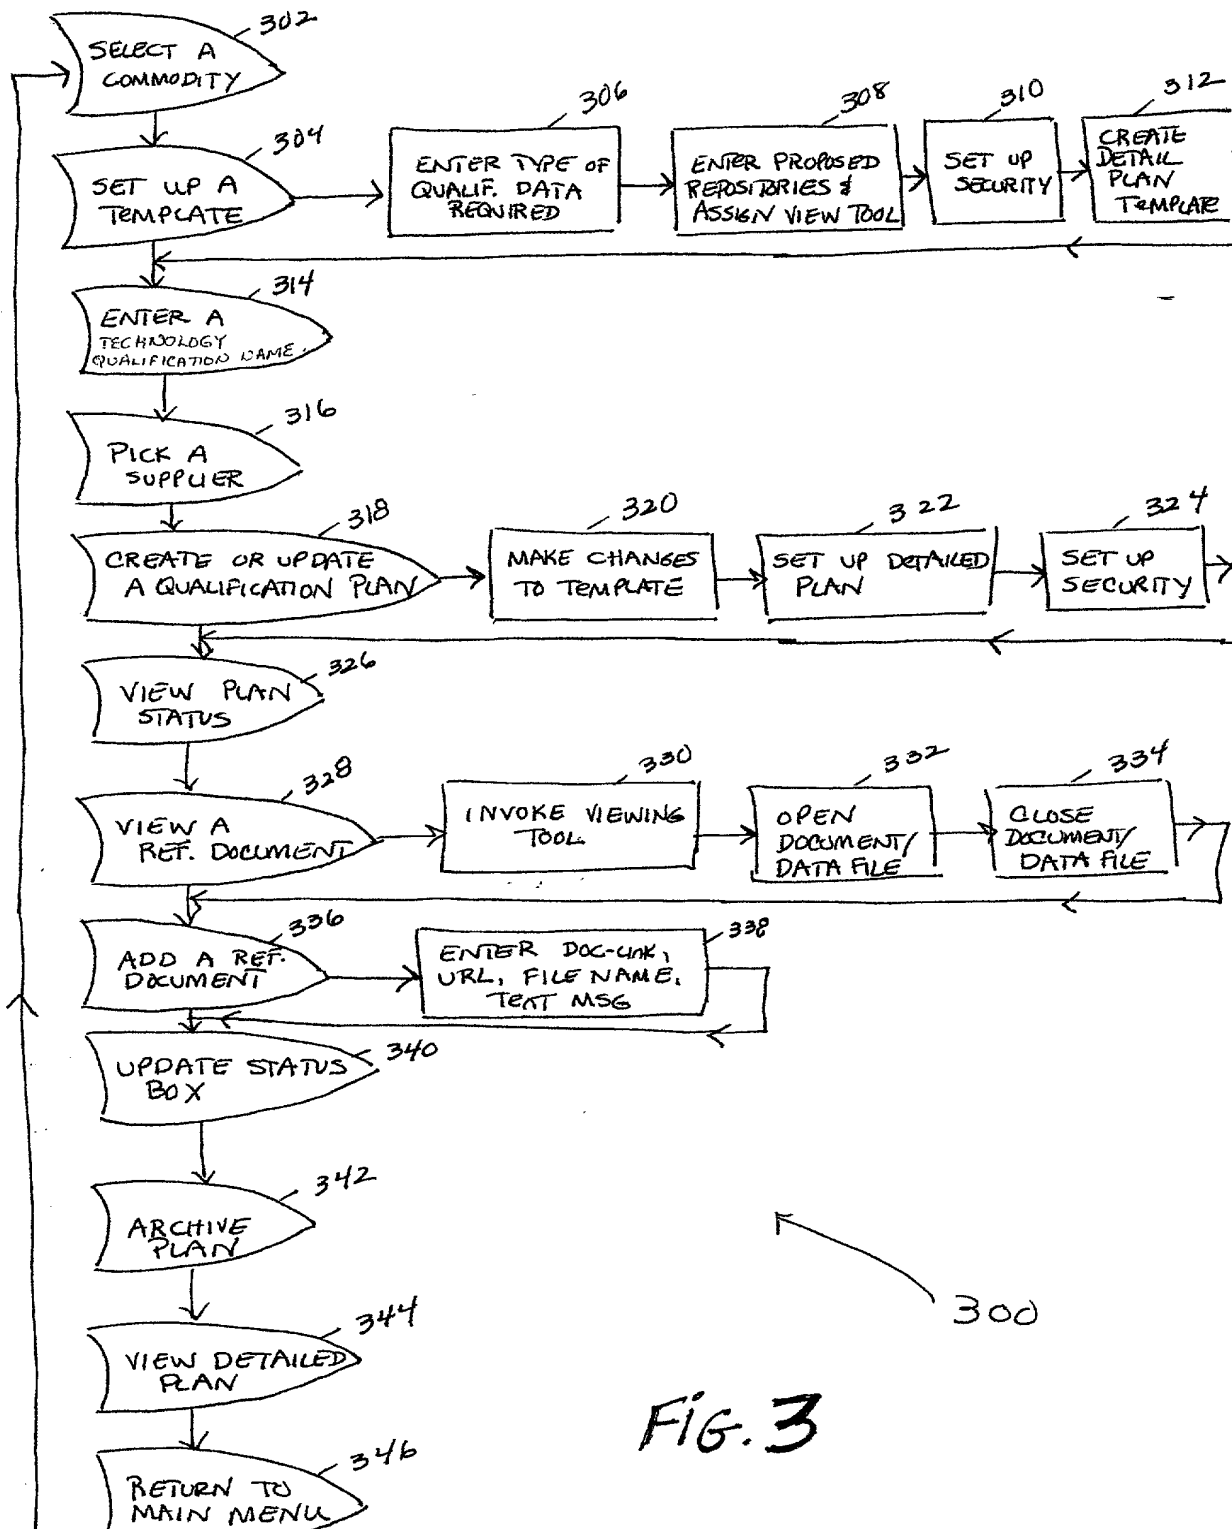 302
SELECT A
COMMODITY
304
SET UP A
TEMPLATE
306
ENTER TYPE OF
QUALIF. DATA
REQUIRED
308
ENTER PROPOSED
REPOSITORIES &
ASSIGN VIEW TOOL
310
SET UP
SECURITY
312
CREATE
DETAIL
PLAN
TEMPLATE
314
ENTER A
TECHNOLOGY
QUALIFICATION NAME.
316
PICK A
SUPPLIER
318
CREATE OR UPDATE
A QUALIFICATION PLAN
320
MAKE CHANGES
TO TEMPLATE
322
SET UP DETAILED
PLAN
324
SET UP
SECURITY
326
VIEW PLAN
STATUS
328
VIEW A
REF. DOCUMENT
330
INVOKE VIEWING
TOOL
332
OPEN
DOCUMENT/
DATA FILE
334
CLOSE
DOCUMENT/
DATA FILE
336
ADD A REF.
DOCUMENT
338
ENTER DOC-LINK,
URL, FILE NAME,
TEXT MSG
340
UPDATE STATUS
BOX
342
ARCHIVE
PLAN
300
344
VIEW DETAILED
PLAN
FIG. 3
346
RETURN TO
MAIN MENU